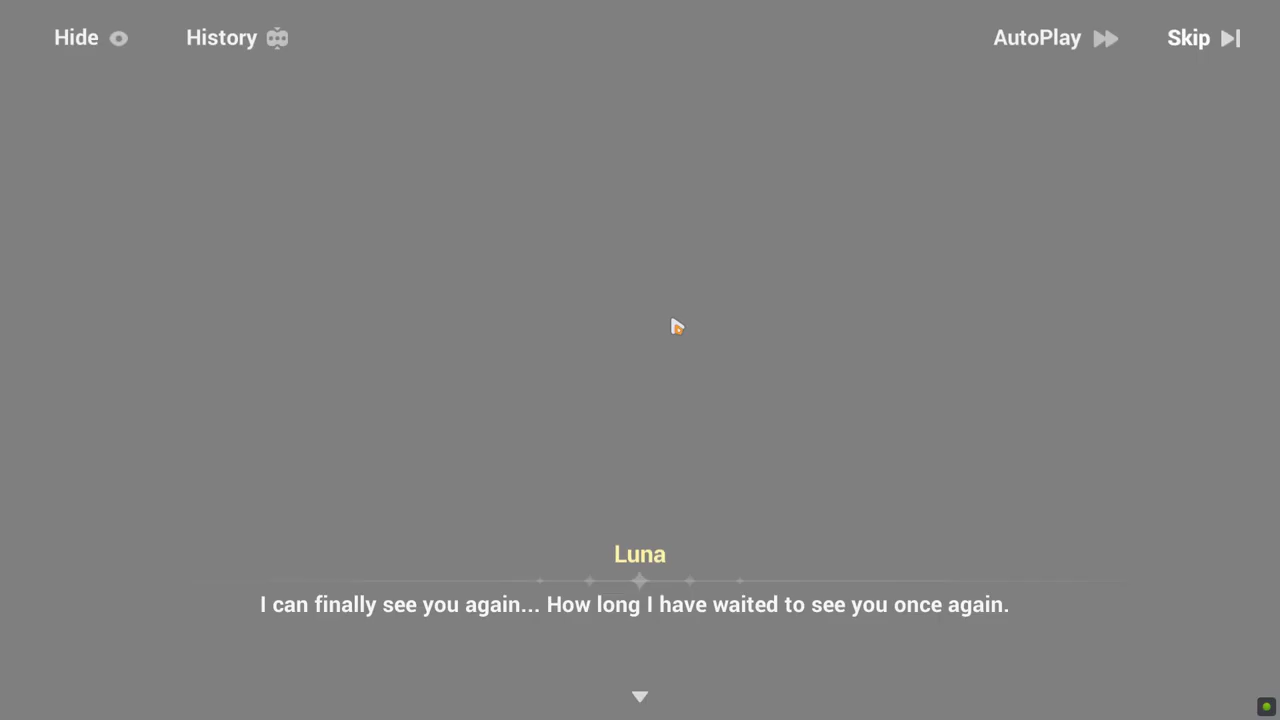 Hide
History
AutoPlay
Skip
Luna
I can finally see you again... How long I have waited to see you once again.